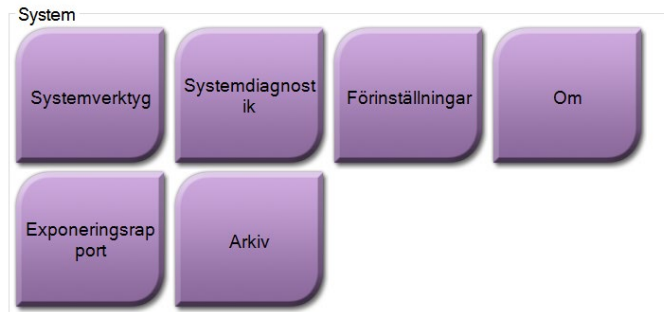 System
Systemverktyg
Systemdiagnost
ik
Förinställningar
Om
Exponeringsrap
port
Arkiv